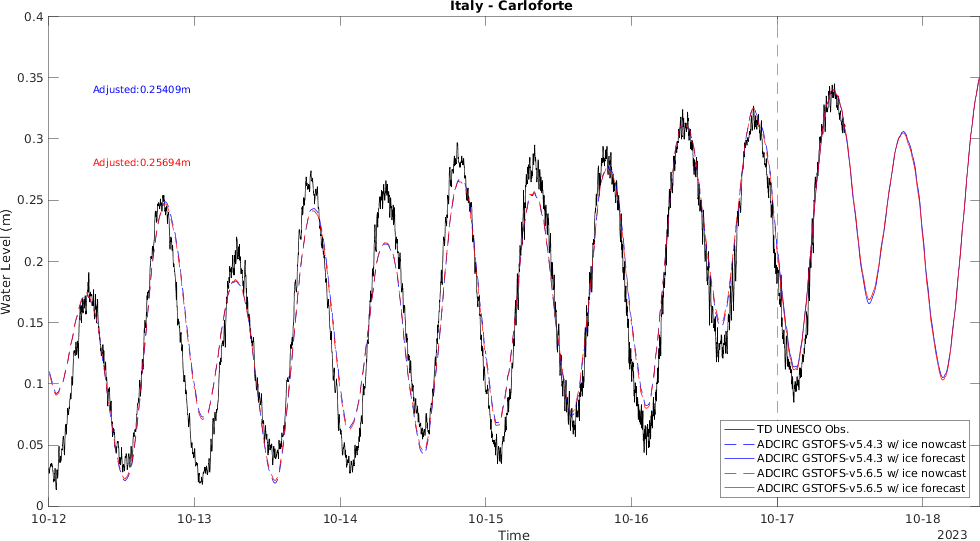 Italy - Carloforte
0.4
0.35
0.3
0.25
0.2
0.15
0.1
0.05
0
Water Level (m)
Adjusted:0.25409m
Adjusted:0.25694m
TD UNESCO Obs.
ADCIRC GSTOFS-v5.4.3 w/ ice nowcast
ADCIRC GSTOFS-v5.4.3 w/ ice forecast
ADCIRC GSTOFS-v5.6.5 w/ ice nowcast
ADCIRC GSTOFS-v5.6.5 w/ ice forecast
10-12 10-13 10-14 10-15 10-16 10-17 10-18
Time
2023